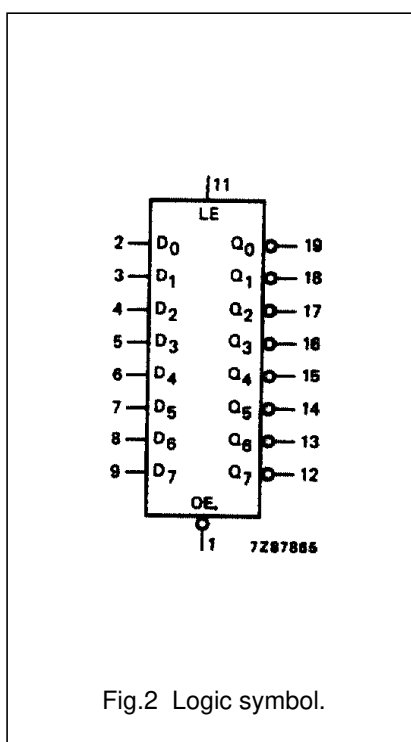 11
LE
2 D0 Q0 19
3 D1 Q1 18
4 D2 Q2 17
5 D3 Q3 16
6 D4 Q4 15
7 D5 Q5 14
8 D6 Q6 13
9 D7 Q7 12
OE.
1 7Z87865
Fig.2 Logic symbol.